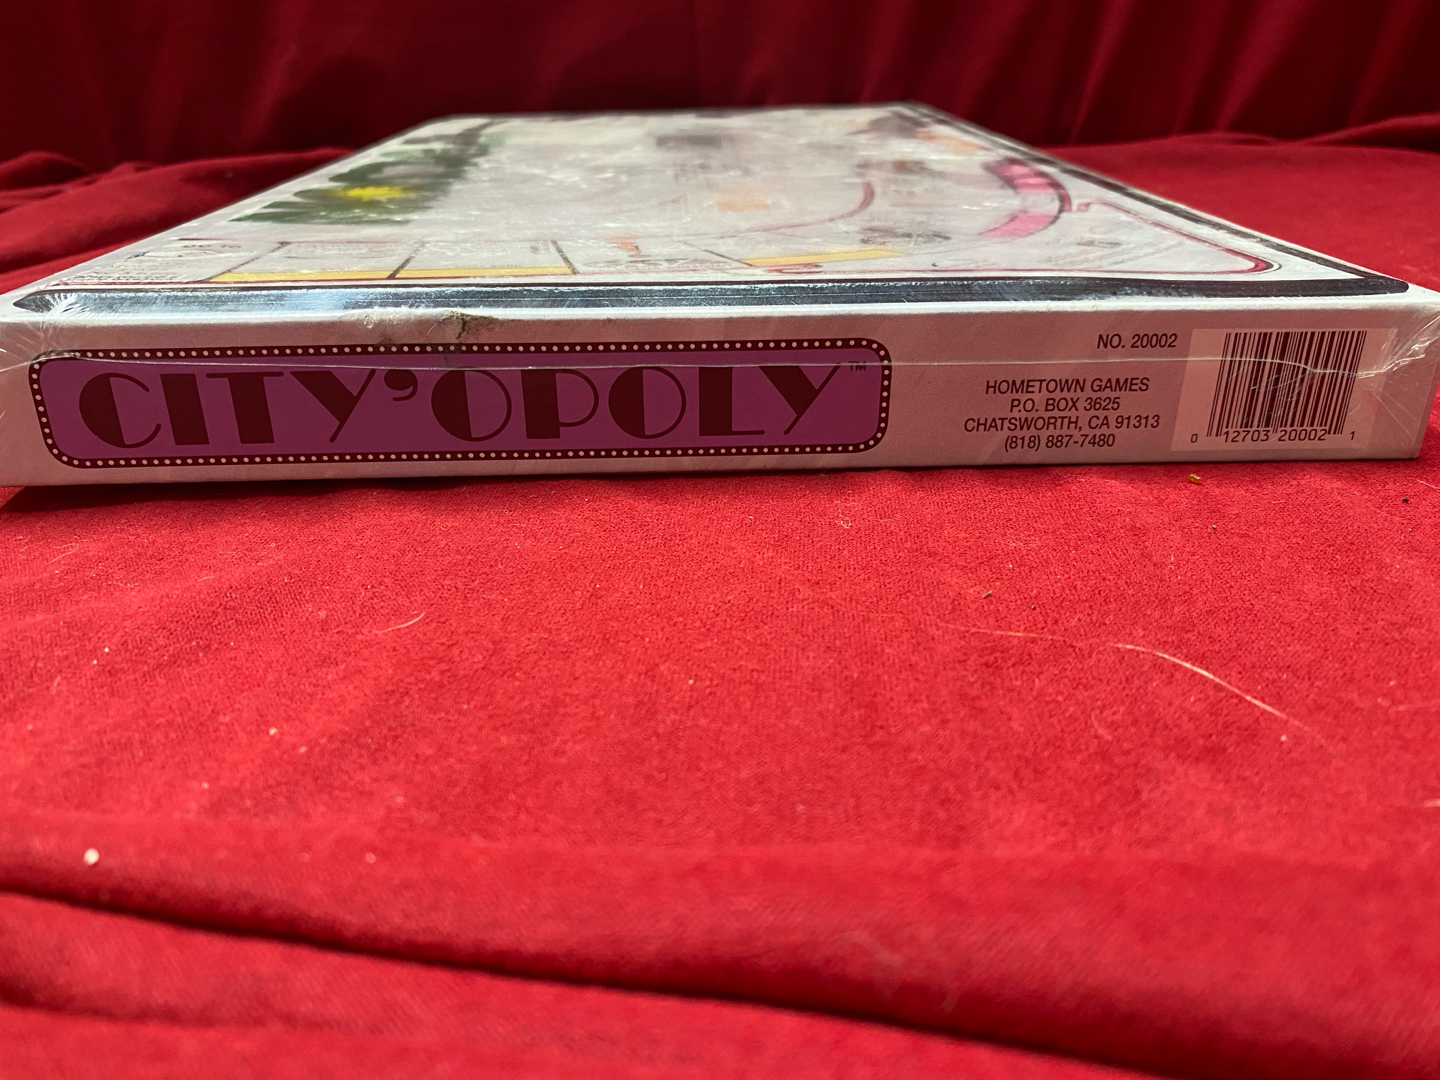 CITY'OPOLY™
NO. 20002
HOMETOWN GAMES
P.O. BOX 3625
CHATSWORTH, CA 91313
(818) 887-7480
0 12703 20002 1